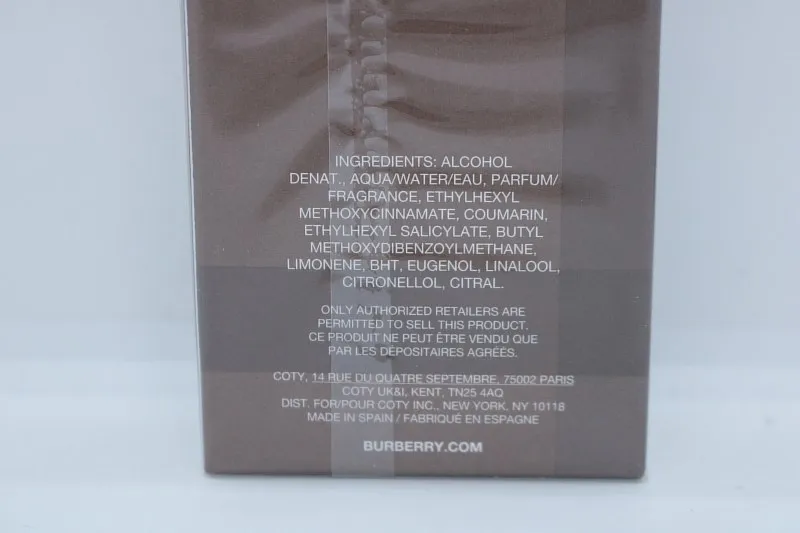 INGREDIENTS: ALCOHOL
DENAT., AQUA/WATER/EAU, PARFUM/
FRAGRANCE, ETHYLHEXYL
METHOXYCINNAMATE, COUMARIN,
ETHYLHEXYL SALICYLATE, BUTYL
METHOXYDIBENZOYLMETHANE,
LIMONENE, BHT, EUGENOL, LINALOOL,
CITRONELLOL, CITRAL.
ONLY AUTHORIZED RETAILERS ARE
PERMITTED TO SELL THIS PRODUCT.
CE PRODUIT NE PEUT ÊTRE VENDU QUE
PAR LES DÉPOSITAIRES AGRÉÉS.
COTY, 14 RUE DU QUATRE SEPTEMBRE, 75002 PARIS
COTY UK&I, KENT, TN25 4AQ
DIST. FOR/POUR COTY INC., NEW YORK, NY 10118
MADE IN SPAIN / FABRIQUÉ EN ESPAGNE
BURBERRY.COM